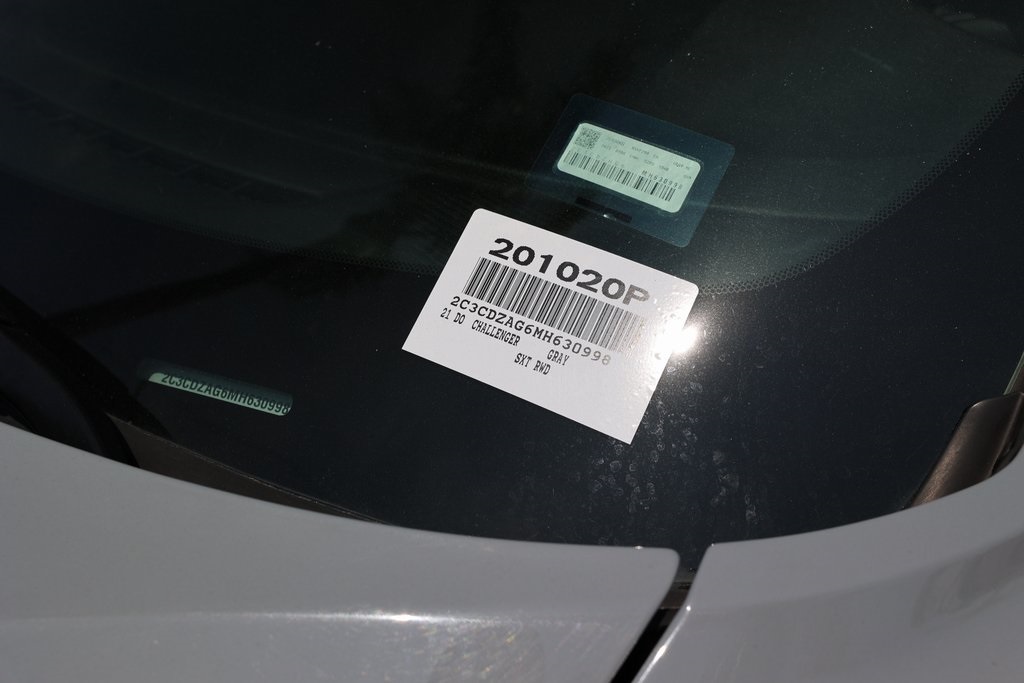 201020P
2C3CDZAG6MH630998
21 DO CHALLENGER GRAY
SXT RWD
2C3CDZAG6MH630998